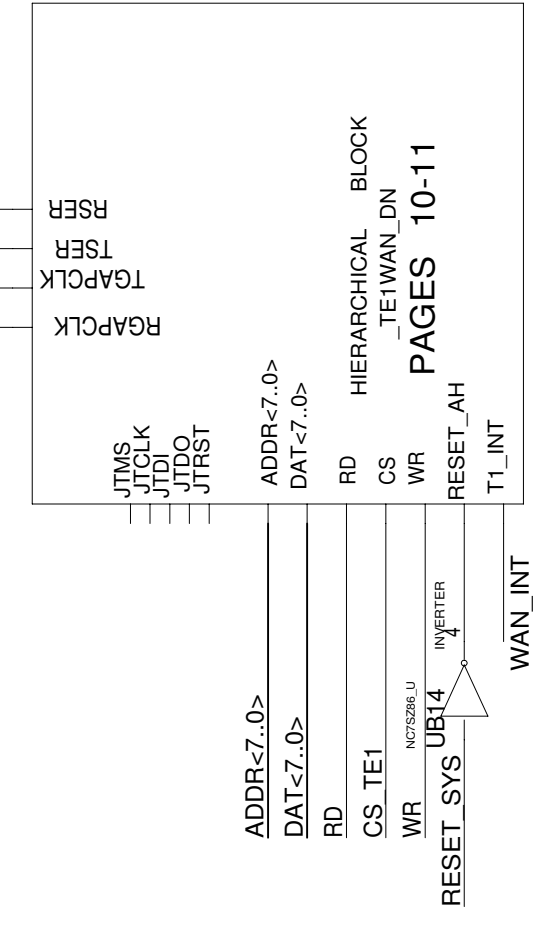 RSER
TSER
TGAPCLK
RGAPCLK
HIERARCHICAL BLOCK
_TE1WAN_DN
PAGES 10-11
JTMS
JTCLK
JTDI
JTDO
JTRST
ADDR<7..0>
DAT<7..0>
RD
CS
WR
RESET_AH
T1_INT
ADDR<7..0>
DAT<7..0>
RD
CS_TE1
WR
RESET_SYS
NC7SZ86_U
UB14
INVERTER
4
WAN_INT